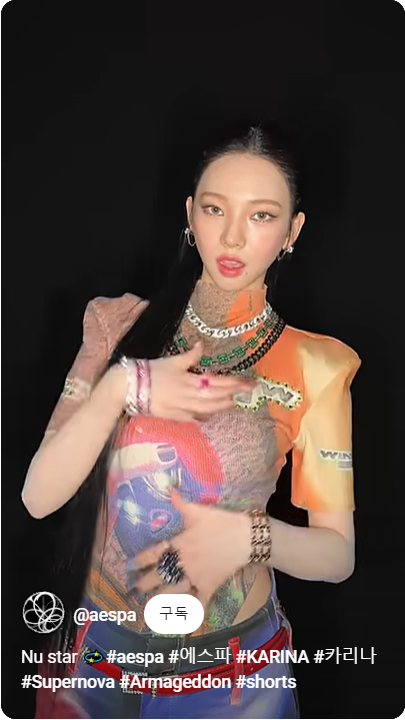 @aespa 구독
Nu star 💫 #aespa #에스파 #KARINA #카리나
#Supernova #Armageddon #shorts